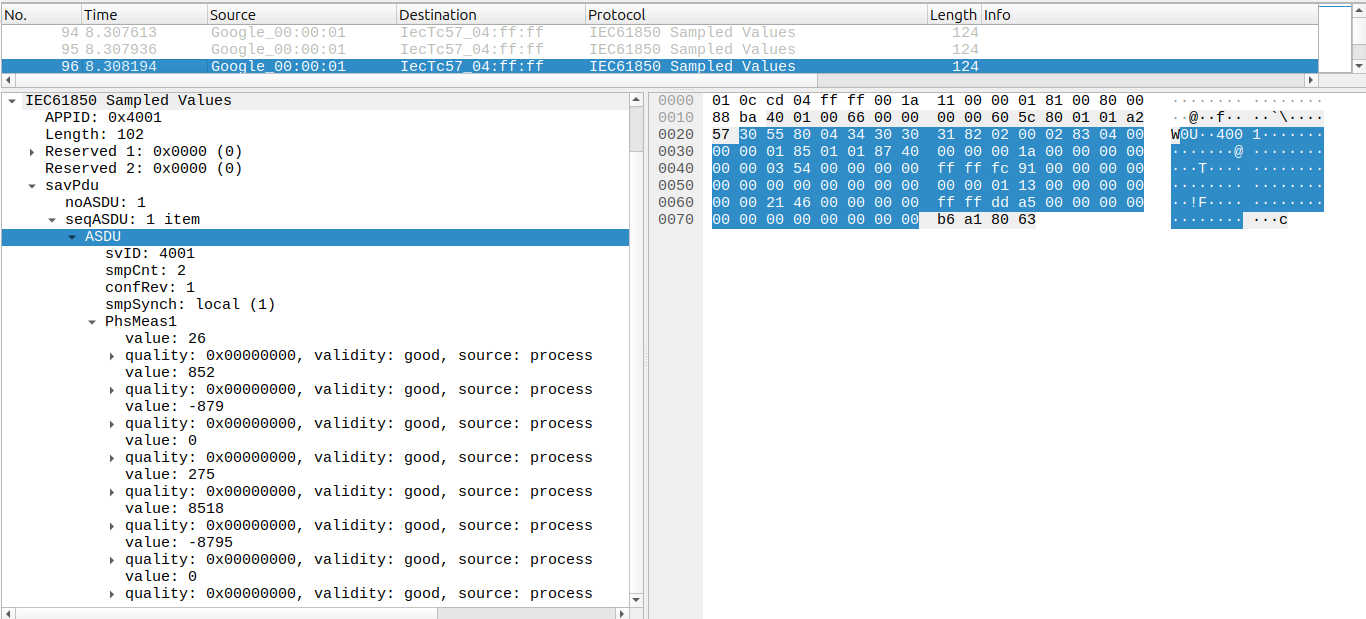 No. Time Source Destination Protocol Length Info
94 8.307613 Google_00:00:01 IecTc57_04:ff:ff IEC61850 Sampled Values 124
95 8.307936 Google_00:00:01 IecTc57_04:ff:ff IEC61850 Sampled Values 124
96 8.308194 Google_00:00:01 IecTc57_04:ff:ff IEC61850 Sampled Values 124
IEC61850 Sampled Values
APPID: 0x4001
Length: 102
Reserved 1: 0x0000 (0)
Reserved 2: 0x0000 (0)
savPdu
noASDU: 1
seqASDU: 1 item
ASDU
svID: 4001
smpCnt: 2
confRev: 1
smpSynch: local (1)
PhsMeas1
value: 26
quality: 0x00000000, validity: good, source: process
value: 852
quality: 0x00000000, validity: good, source: process
value: -879
quality: 0x00000000, validity: good, source: process
value: 0
quality: 0x00000000, validity: good, source: process
value: 275
quality: 0x00000000, validity: good, source: process
value: 8518
quality: 0x00000000, validity: good, source: process
value: -8795
quality: 0x00000000, validity: good, source: process
value: 0
quality: 0x00000000, validity: good, source: process
0000 01 0c cd 04 ff ff 00 1a 11 00 00 01 81 00 80 00 ········ ········
0010 88 ba 40 01 00 66 00 00 00 00 60 5c 80 01 01 a2 ··@··f·· ··`\····
0020 57 30 55 80 04 34 30 30 31 82 02 00 02 83 04 00 W0U··400 1·······
0030 00 00 01 85 01 01 87 40 00 00 00 1a 00 00 00 00 ·······@ ········
0040 00 00 03 54 00 00 00 00 ff ff fc 91 00 00 00 00 ···T···· ········
0050 00 00 00 00 00 00 00 00 00 00 01 13 00 00 00 00 ········ ········
0060 00 00 21 46 00 00 00 00 ff ff dd a5 00 00 00 00 ··!F···· ········
0070 00 00 00 00 00 00 00 00 b6 a1 80 63 ········ ···c